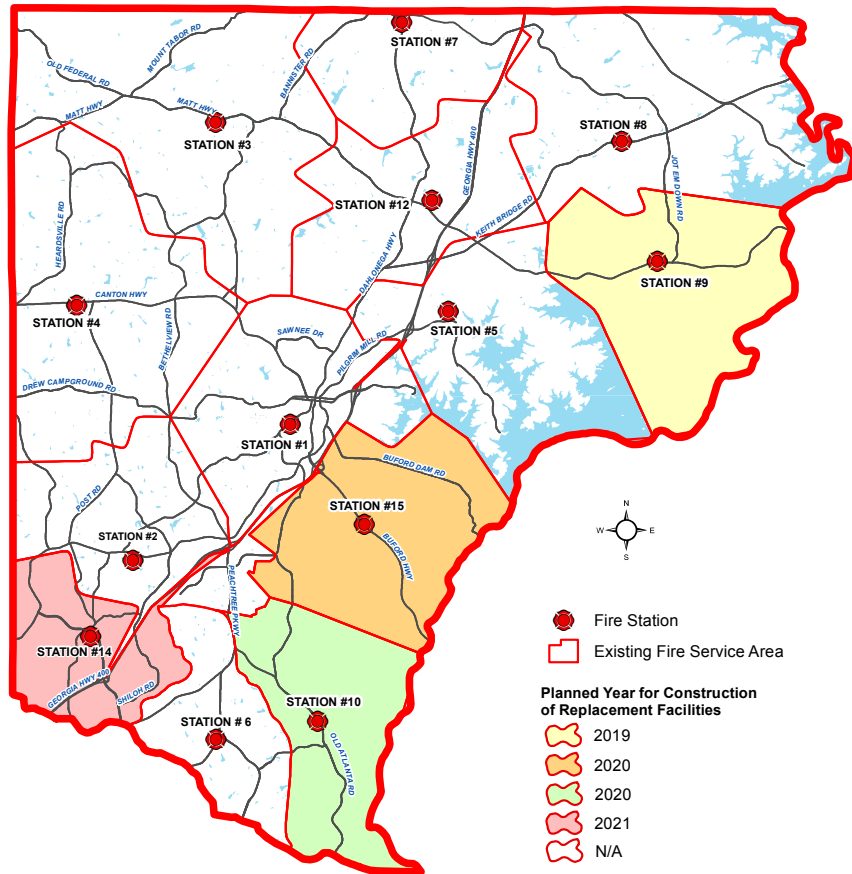 STATION #7
MOUNT TABOR RD
BANNISTER RD
OLD FEDERAL RD
MATT HWY
MATT HWY
STATION #3
STATION #8
GEORGIA HWY 400
JOT EM DOWN RD
STATION #12
KEITH BRIDGE RD
HEARDSVILLE RD
DAHLONEGA HWY
STATION #9
CANTON HWY
STATION #4
STATION #5
BETHELVIEW RD
SAWNEE DR
PILGRIM MILL RD
DREW CAMPGROUND RD
STATION #1
BUFORD DAM RD
POST RD
STATION #15
STATION #2
BUFORD HWY
N
W
E
S
PEACHTREE PKWY
Fire Station
STATION #14
Existing Fire Service Area
GEORGIA HWY 400
SHILOH RD
STATION # 6
STATION #10
OLD ATLANTA RD
Planned Year for Construction
of Replacement Facilities
2019
2020
2020
2021
N/A